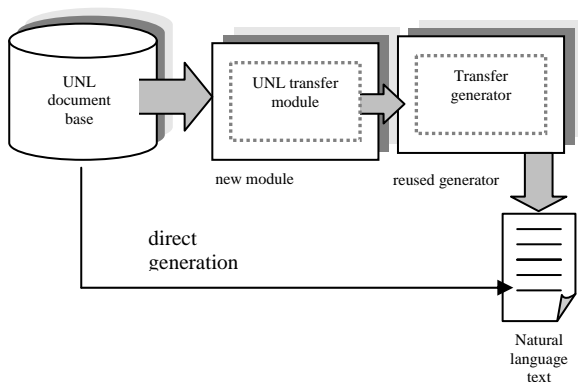 UNL
document
base
UNL transfer
module
Transfer
generator
new module
reused generator
direct
generation
Natural
language
text